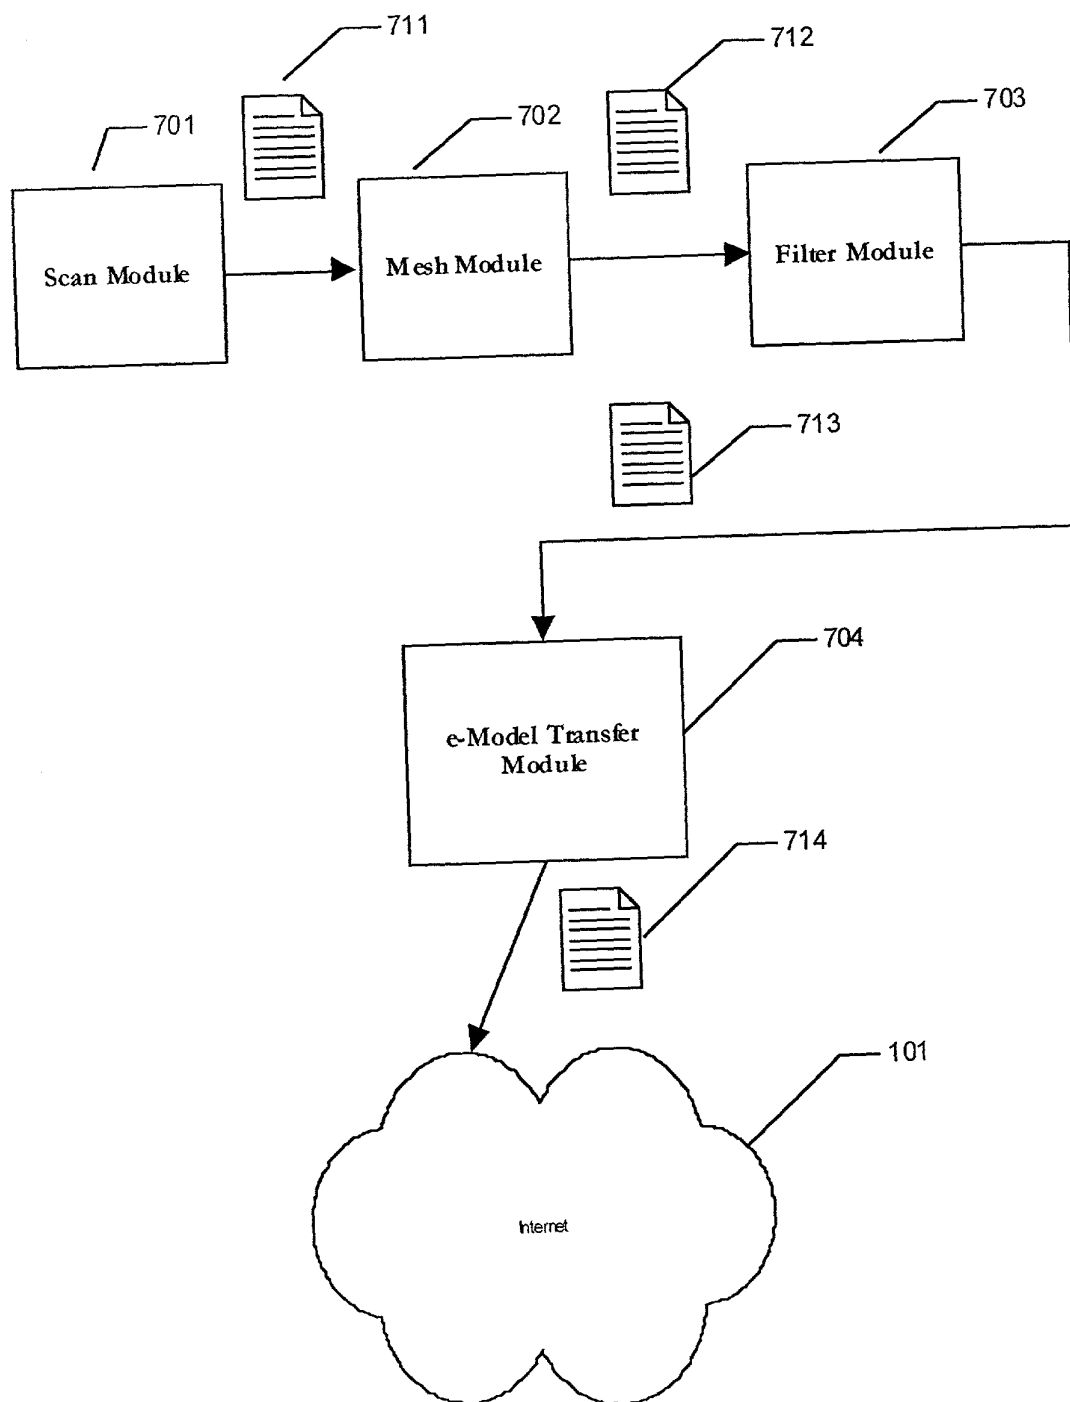 711
712
701
702
703
Scan Module
Mesh Module
Filter Module
713
704
e-Model Transfer
Module
714
101
Internet